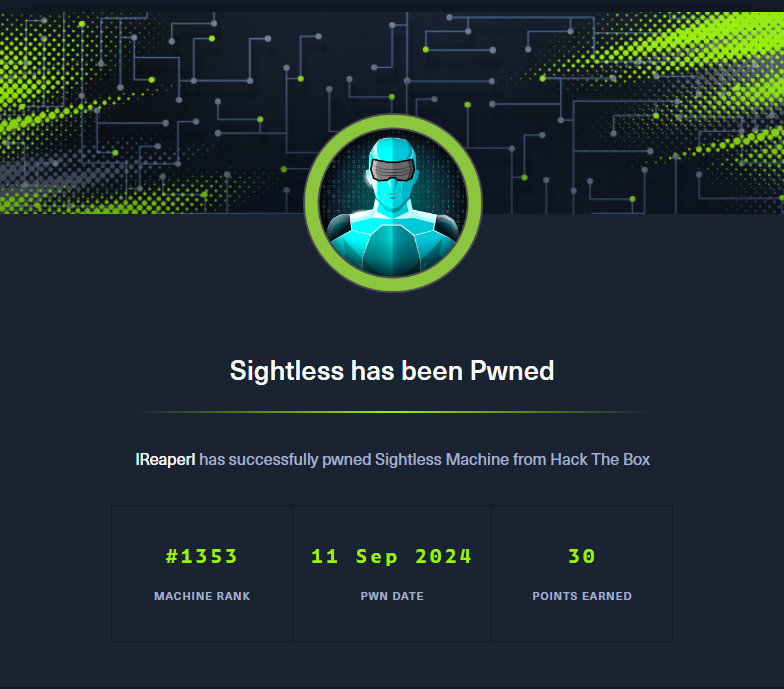 Sightless has been Pwned
lReaperl has successfully pwned Sightless Machine from Hack The Box
#1353
11 Sep 2024
30
MACHINE RANK
PWN DATE
POINTS EARNED